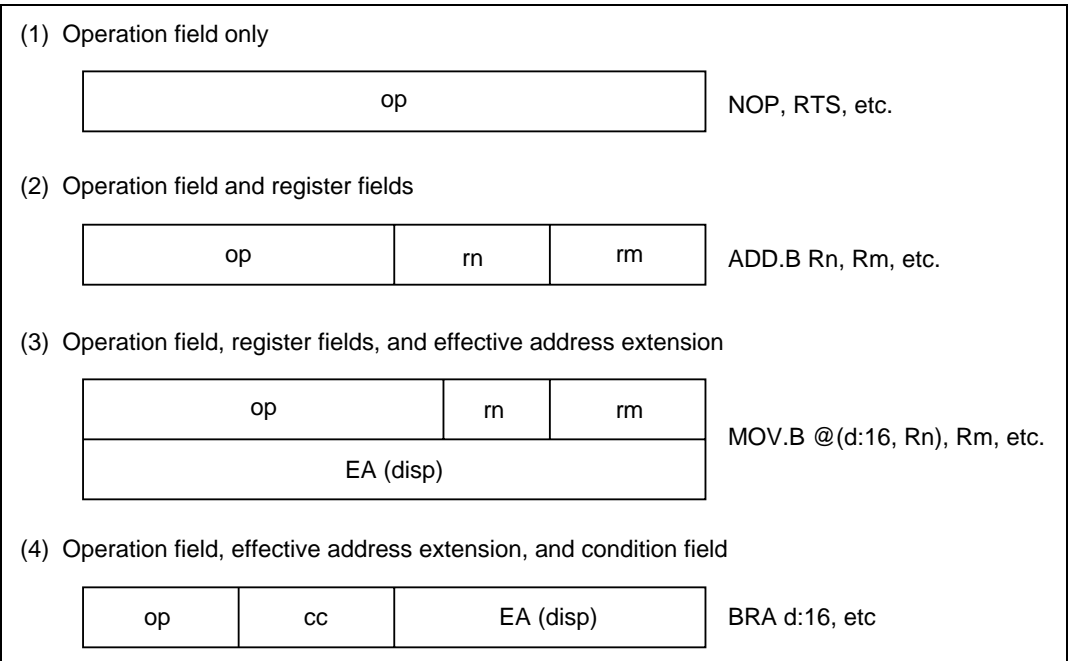 (1) Operation field only
op
NOP, RTS, etc.
(2) Operation field and register fields
op rn rm
ADD.B Rn, Rm, etc.
(3) Operation field, register fields, and effective address extension
op rn rm
MOV.B @(d:16, Rn), Rm, etc.
EA (disp)
(4) Operation field, effective address extension, and condition field
op cc EA (disp)
BRA d:16, etc